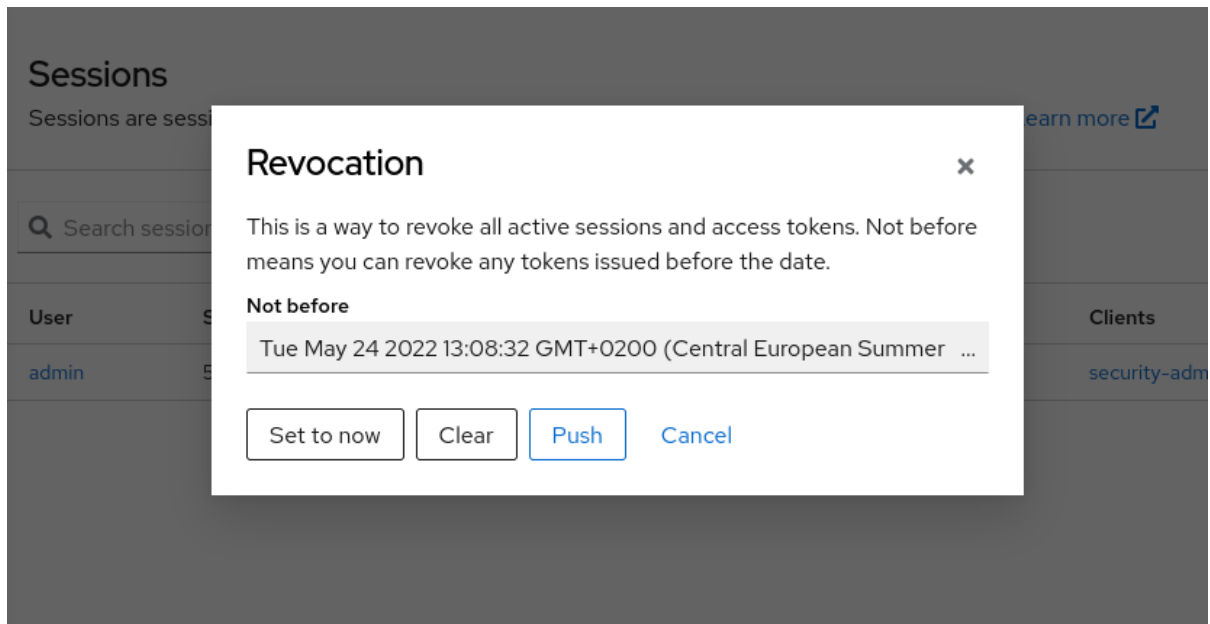 Sessions
Sessions are sessi
earn more
Revocation
This is a way to revoke all active sessions and access tokens. Not before
means you can revoke any tokens issued before the date.
Search session
Not before
Tue May 24 2022 13:08:32 GMT+0200 (Central European Summer ...
User S Clients
admin 5 security-adm
Set to now Clear Push Cancel